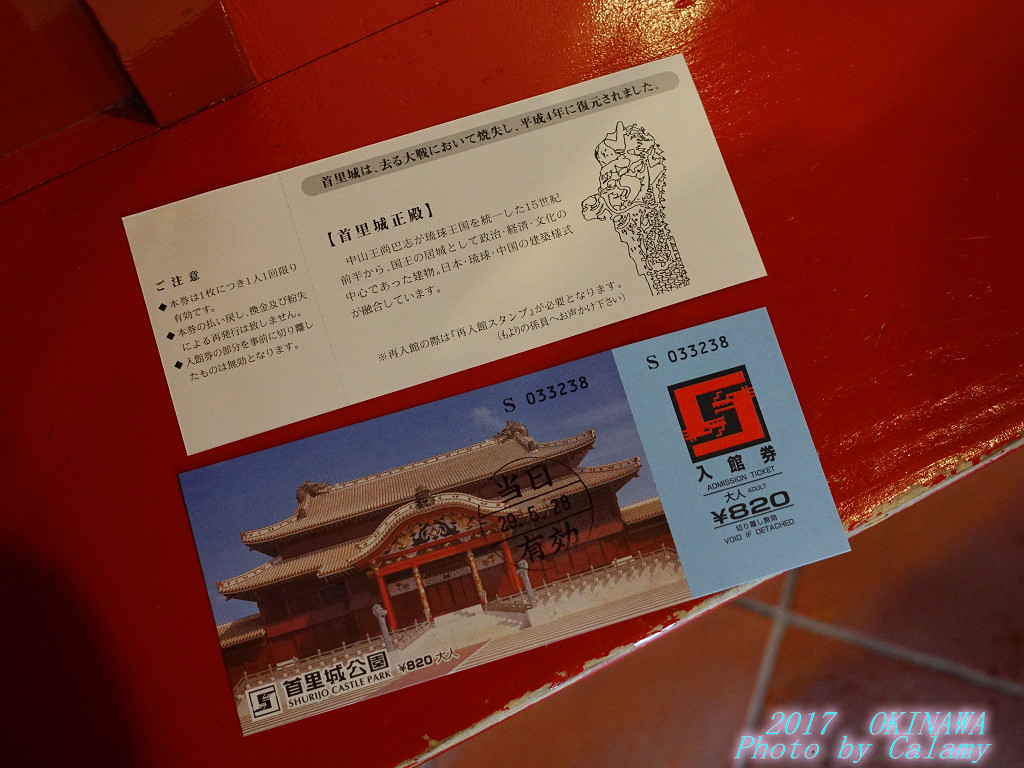 首里城は、去る大戦において焼失し、平成4年に復元されました。
【首里城正殿】
中山王尚巴志が琉球王国を統一した15世紀
前半から、国王の居城として政治・経済・文化の
中心であった建物。日本・琉球・中国の建築様式
が融合しています。
※再入館の際は『再入館スタンプ』が必要となります。
(もよりの係員へお声かけ下さい)
ご注意
◆本券は1枚につき1人1回限り
有効です。
◆本券の払い戻し、換金及び紛失
による再発行は致しません。
◆入館券の部分を事前に切り離し
たものは無効となります。
S 033238
当日
29.5.28
有効
首里城公園
SHURIJO CASTLE PARK
¥820 大人
S 033238
入館券
ADMISSION TICKET
大人 ADULT
¥820
切り離し無効
VOID IF DETACHED
2017 OKINAWA
Photo by Calamy